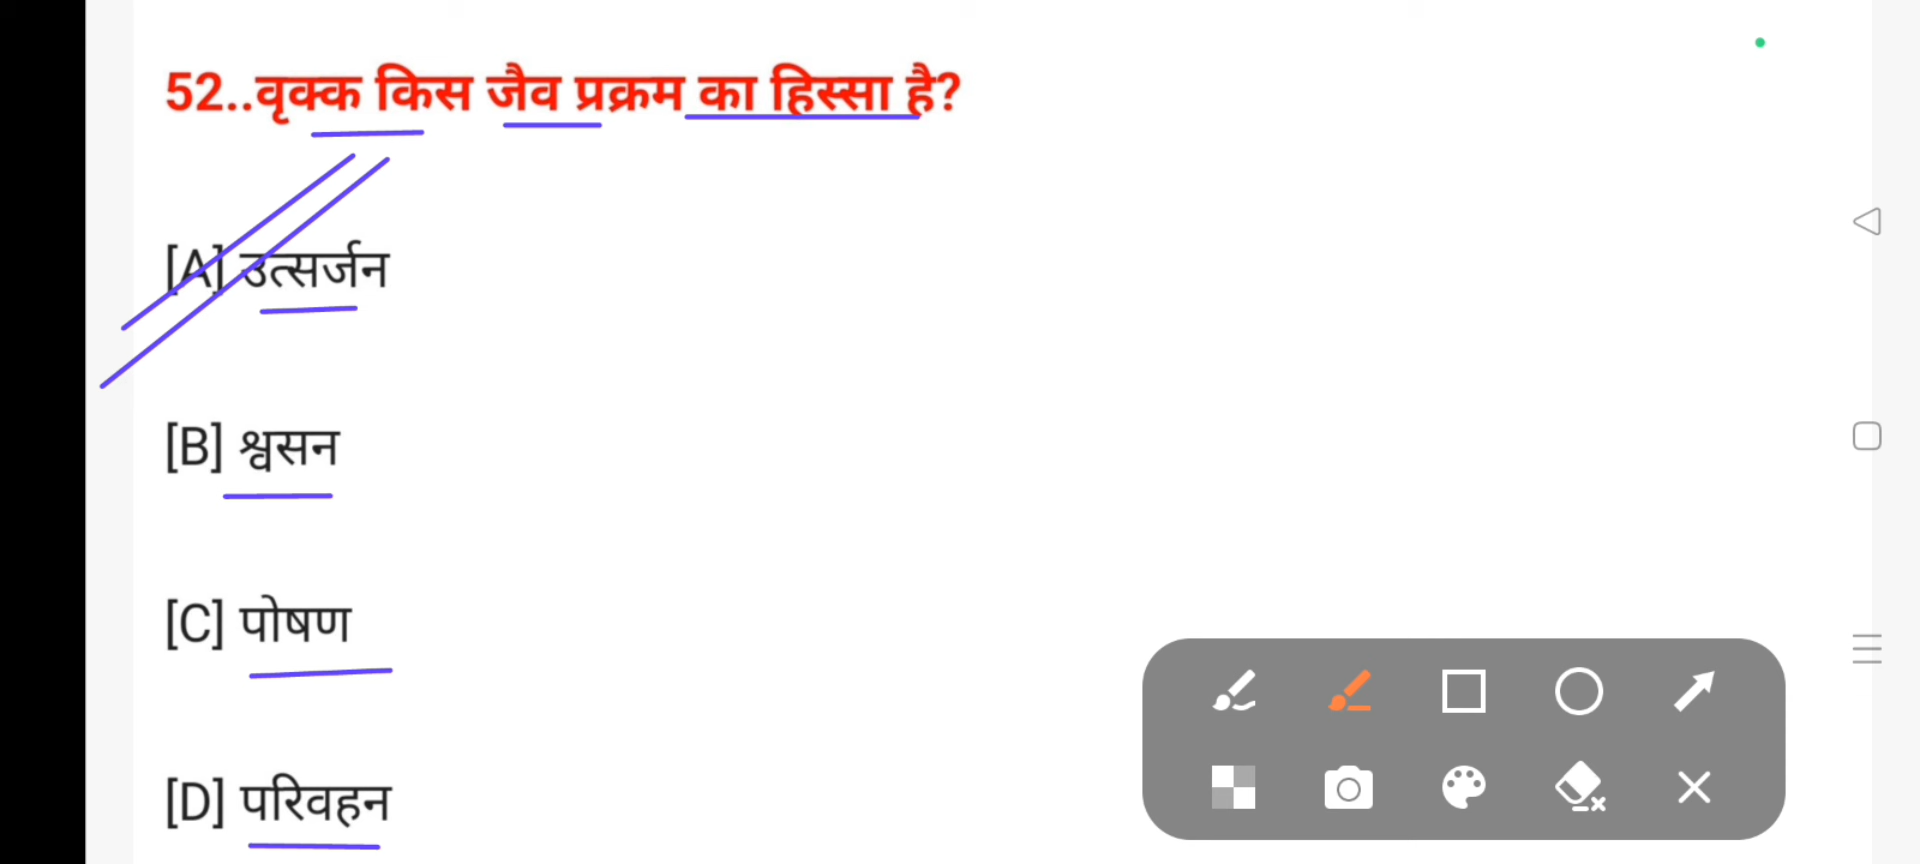 52..वृक्क किस जैव प्रक्रम का हिस्सा है?
[A] उत्सर्जन
[B] श्वसन
[C] पोषण
[D] परिवहन